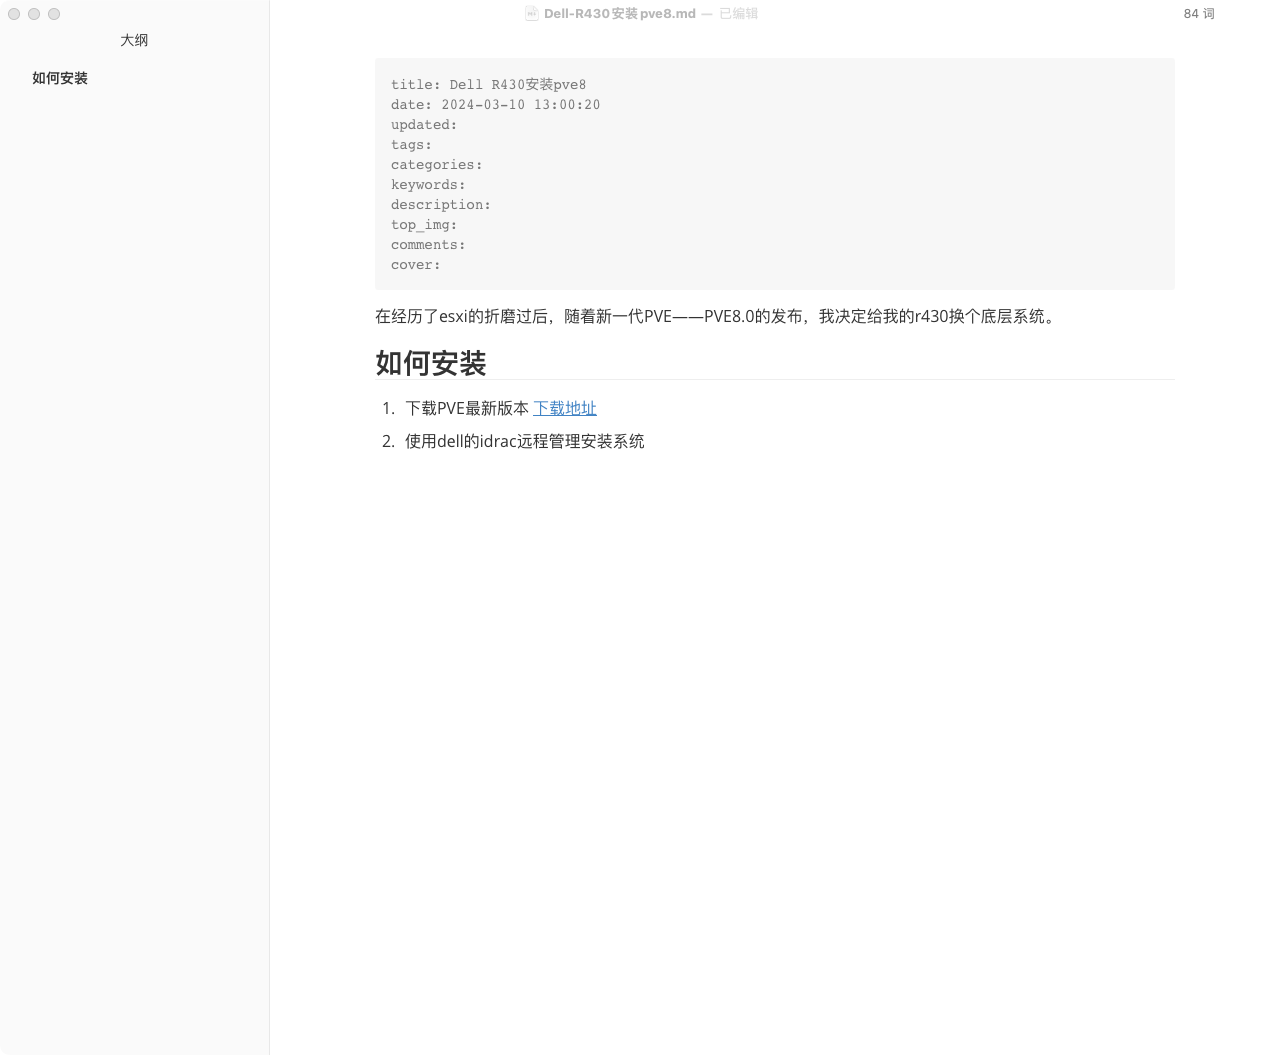 Dell-R430安装pve8.md — 已编辑
84 词
大纲
如何安装
title: Dell R430安装pve8
date: 2024-03-10 13:00:20
updated:
tags:
categories:
keywords:
description:
top_img:
comments:
cover:
在经历了esxi的折磨过后，随着新一代PVE——PVE8.0的发布，我决定给我的r430换个底层系统。
如何安装
1. 下载PVE最新版本 下载地址
2. 使用dell的idrac远程管理安装系统